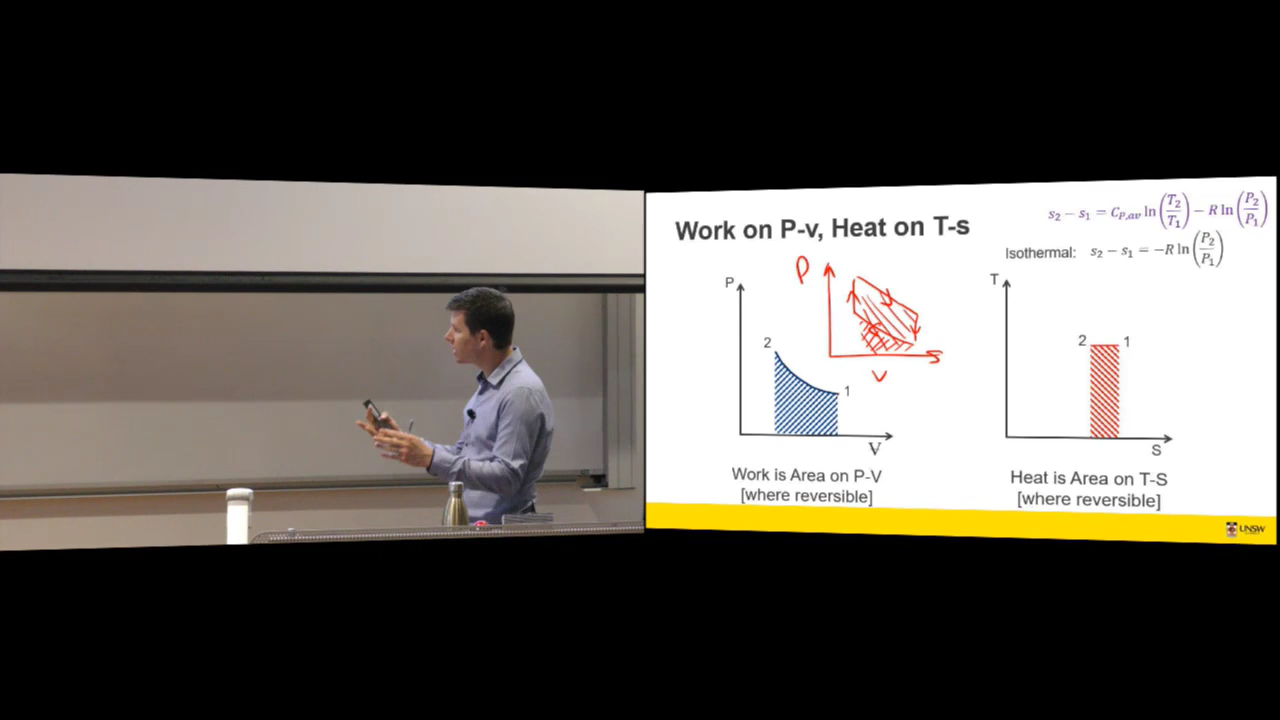 Work on P-v, Heat on T-s
s₂ − s₁ = C_{P,av} ln(T₂/T₁) − R ln(P₂/P₁)
Isothermal: s₂ − s₁ = −R ln(P₂/P₁)
P
2
1
V
P
V
T
2
1
S
Work is Area on P-V
[where reversible]
Heat is Area on T-S
[where reversible]
UNSW